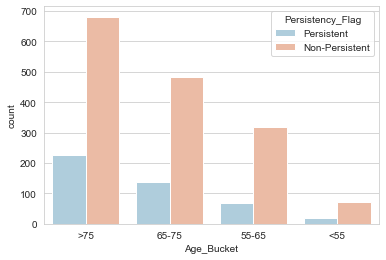 Persistency_Flag
Persistent
Non-Persistent
700
600
500
400
300
200
100
0
count
>75 65-75 55-65 <55
Age_Bucket